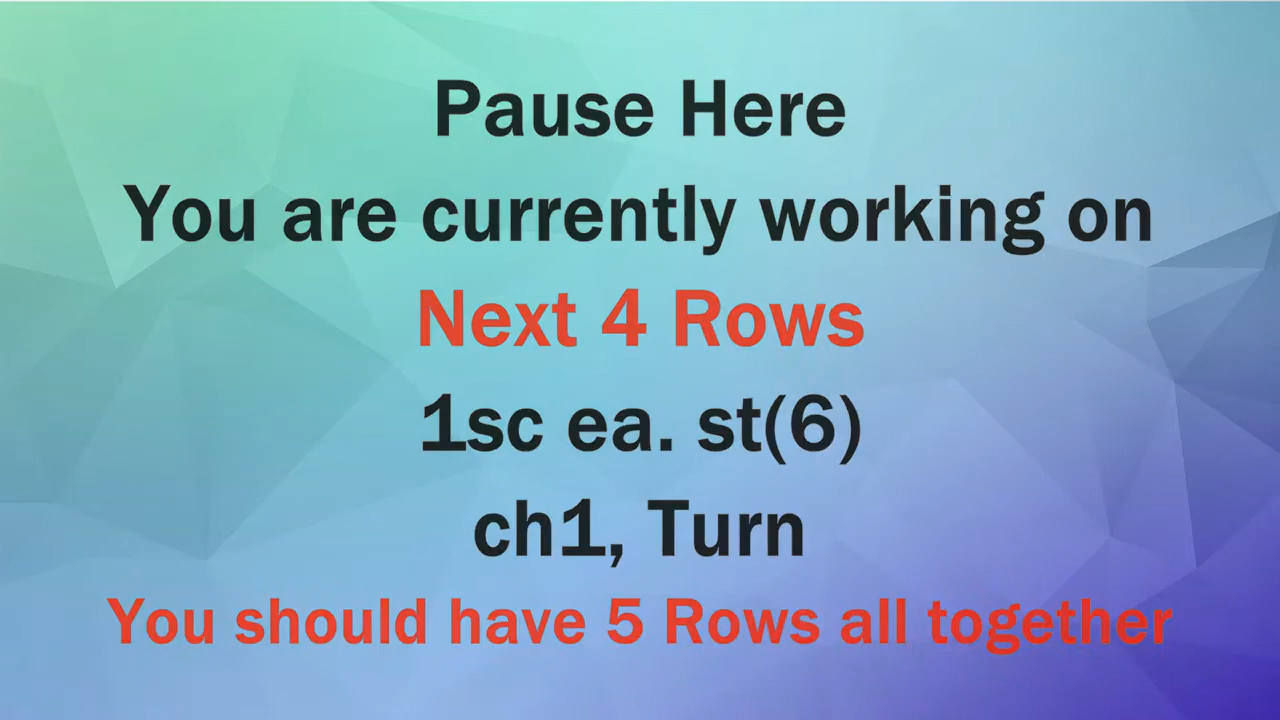 Pause Here
You are currently working on
Next 4 Rows
1sc ea. st(6)
ch1, Turn
You should have 5 Rows all together